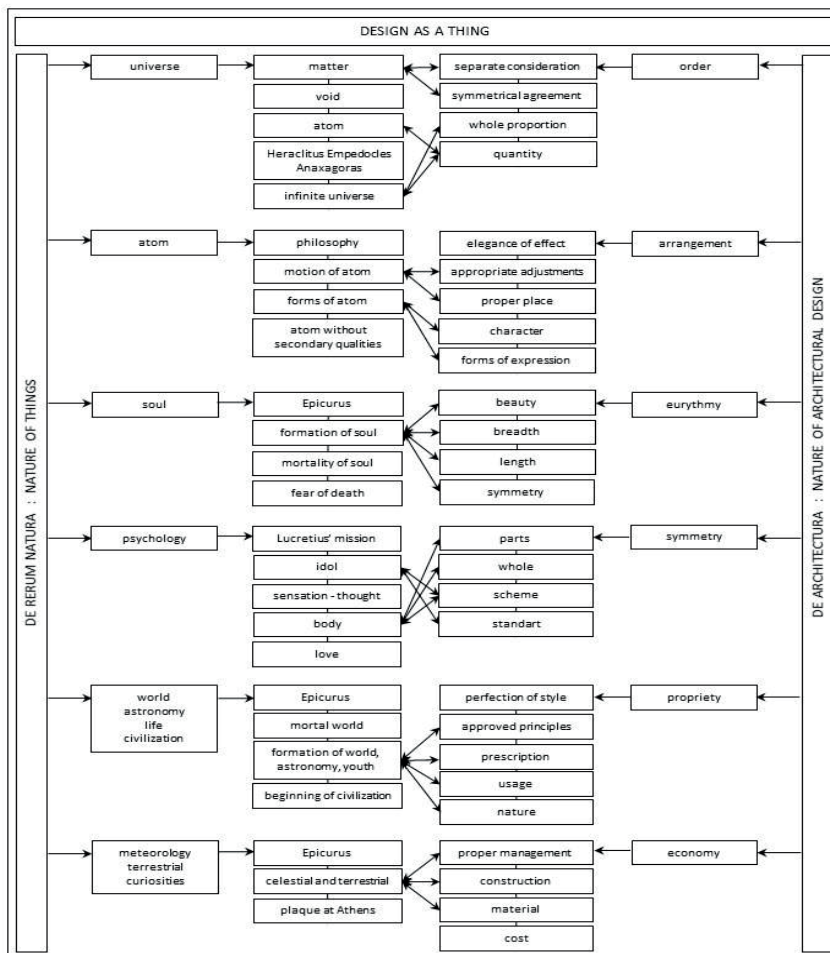 DESIGN AS A THING
DE RERUM NATURA : NATURE OF THINGS
DE ARCHITECTURA : NATURE OF ARCHITECTURAL DESIGN
universe
matter
separate consideration
order
void
symmetrical agreement
atom
whole proportion
Heraclitus Empedocles
Anaxagoras
quantity
infinite universe
atom
philosophy
elegance of effect
arrangement
motion of atom
appropriate adjustments
forms of atom
proper place
atom without
secondary qualities
character
forms of expression
soul
Epicurus
beauty
eurythmy
formation of soul
breadth
mortality of soul
length
fear of death
symmetry
psychology
Lucretius' mission
parts
symmetry
idol
whole
sensation - thought
scheme
body
standart
love
world
astronomy
life
civilization
Epicurus
perfection of style
propriety
mortal world
approved principles
formation of world,
astronomy, youth
prescription
usage
beginning of civilization
nature
meteorology
terrestrial
curiosities
Epicurus
proper management
economy
celestial and terrestrial
construction
plaque at Athens
material
cost